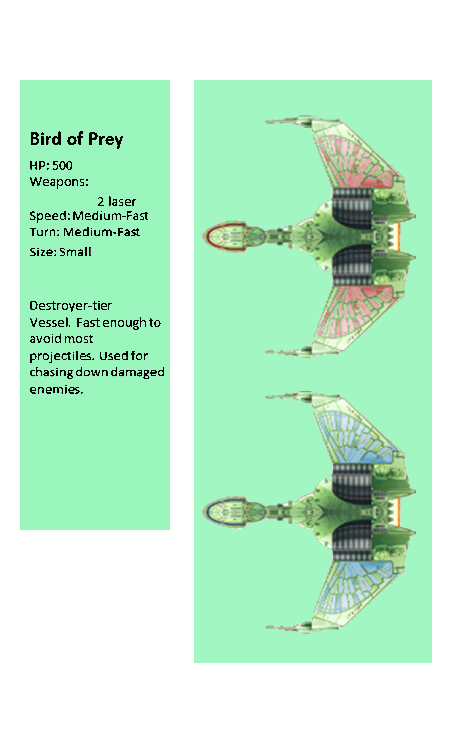 Bird of Prey
HP: 500
Weapons:
2 laser
Speed: Medium-Fast
Turn: Medium-Fast
Size: Small
Destroyer-tier
Vessel. Fast enough to
avoid most
projectiles. Used for
chasing down damaged
enemies.